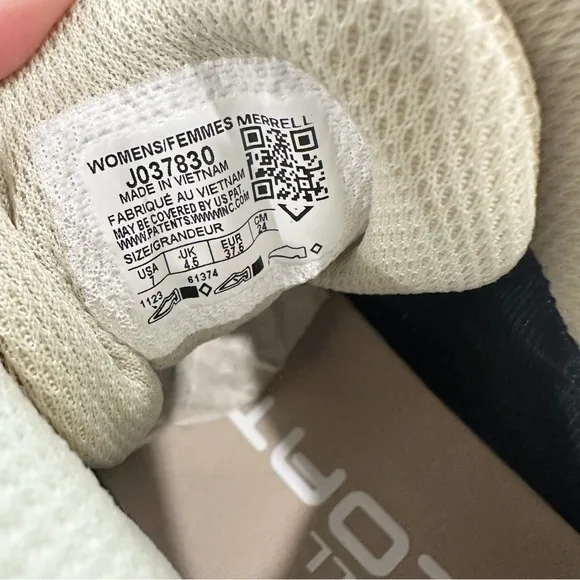 WOMENS/FEMMES MERRELL
J037830
MADE IN VIETNAM
FABRIQUÉ AU VIETNAM
MAY BE COVERED BY US PAT.
WWW.PATENTS.WWWINC.COM
SIZE/GRANDEUR
USA UK EUR CM
7 4.5 37.5 24
1123 61374